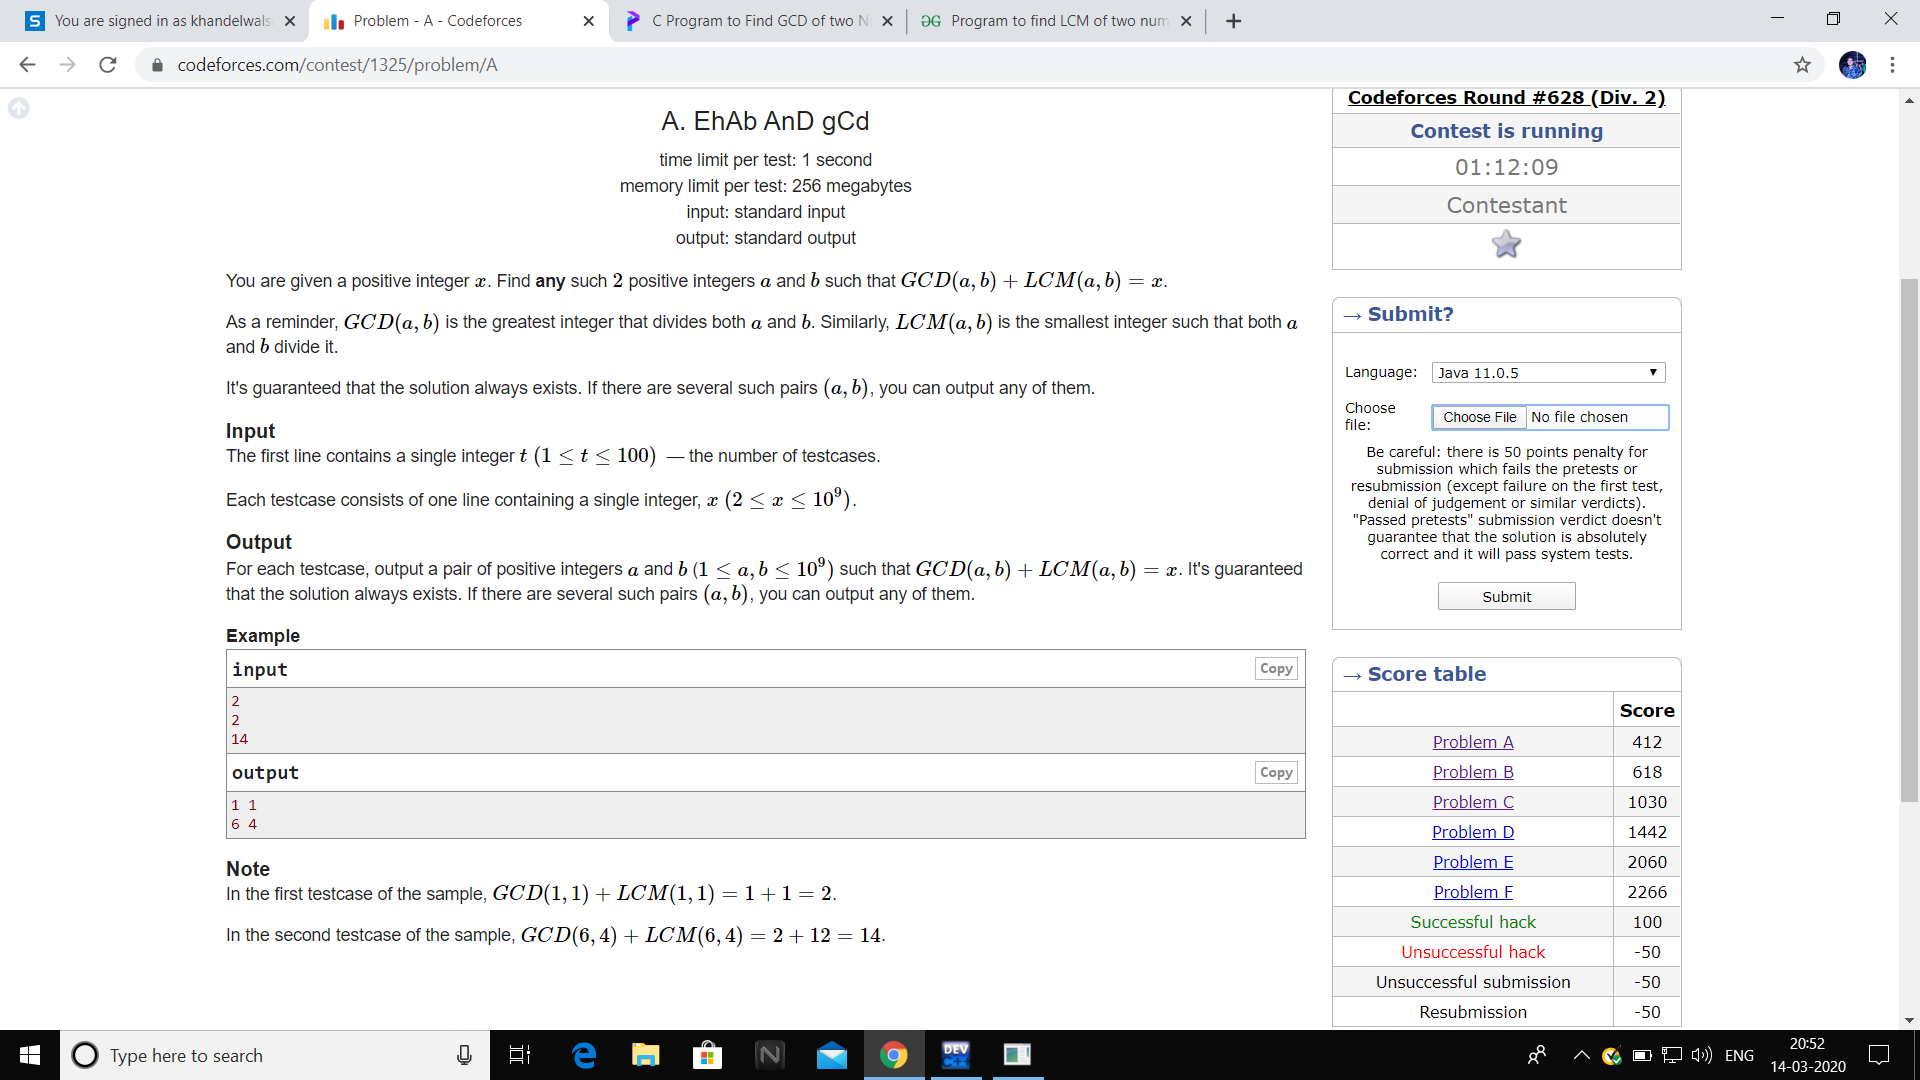 You are signed in as khandelwals
Problem - A - Codeforces
C Program to Find GCD of two N
Program to find LCM of two num
codeforces.com/contest/1325/problem/A
A. EhAb AnD gCd
time limit per test: 1 second
memory limit per test: 256 megabytes
input: standard input
output: standard output
You are given a positive integer x. Find any such 2 positive integers a and b such that GCD(a, b) + LCM(a, b) = x.
As a reminder, GCD(a, b) is the greatest integer that divides both a and b. Similarly, LCM(a, b) is the smallest integer such that both a
and b divide it.
It's guaranteed that the solution always exists. If there are several such pairs (a, b), you can output any of them.
Input
The first line contains a single integer t (1 ≤ t ≤ 100) — the number of testcases.
Each testcase consists of one line containing a single integer, x (2 ≤ x ≤ 10⁹).
Output
For each testcase, output a pair of positive integers a and b (1 ≤ a, b ≤ 10⁹) such that GCD(a, b) + LCM(a, b) = x. It's guaranteed
that the solution always exists. If there are several such pairs (a, b), you can output any of them.
Example
input
Copy
2
2
14
output
Copy
1 1
6 4
Note
In the first testcase of the sample, GCD(1, 1) + LCM(1, 1) = 1 + 1 = 2.
In the second testcase of the sample, GCD(6, 4) + LCM(6, 4) = 2 + 12 = 14.
Codeforces Round #628 (Div. 2)
Contest is running
01:12:09
Contestant
→ Submit?
Language: Java 11.0.5
Choose
file:
Choose File No file chosen
Be careful: there is 50 points penalty for
submission which fails the pretests or
resubmission (except failure on the first test,
denial of judgement or similar verdicts).
"Passed pretests" submission verdict doesn't
guarantee that the solution is absolutely
correct and it will pass system tests.
Submit
→ Score table
Score
Problem A 412
Problem B 618
Problem C 1030
Problem D 1442
Problem E 2060
Problem F 2266
Successful hack 100
Unsuccessful hack -50
Unsuccessful submission -50
Resubmission -50
Type here to search
DEV
C++
ENG
20:52
14-03-2020